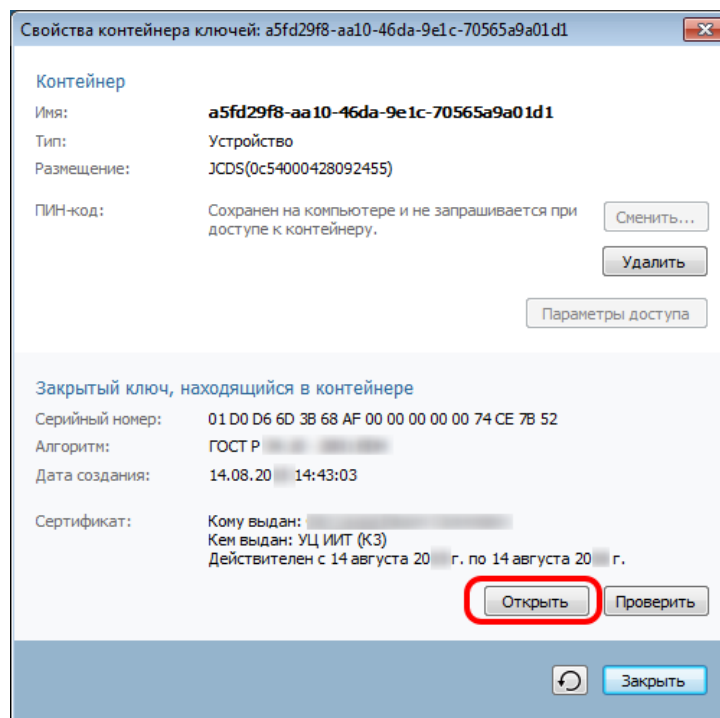 Свойства контейнера ключей: a5fd29f8-aa10-46da-9e1c-70565a9a01d1
Контейнер
Имя: a5fd29f8-aa10-46da-9e1c-70565a9a01d1
Тип: Устройство
Размещение: JCDS(0c54000428092455)
ПИН-код: Сохранен на компьютере и не запрашивается при
доступе к контейнеру.
Сменить...
Удалить
Параметры доступа
Закрытый ключ, находящийся в контейнере
Серийный номер: 01 D0 D6 6D 3B 68 AF 00 00 00 00 00 74 CE 7B 52
Алгоритм: ГОСТ Р
Дата создания: 14.08.20 14:43:03
Сертификат: Кому выдан:
Кем выдан: УЦ ИИТ (К3)
Действителен с 14 августа 20 г. по 14 августа 20 г.
Открыть Проверить
Закрыть